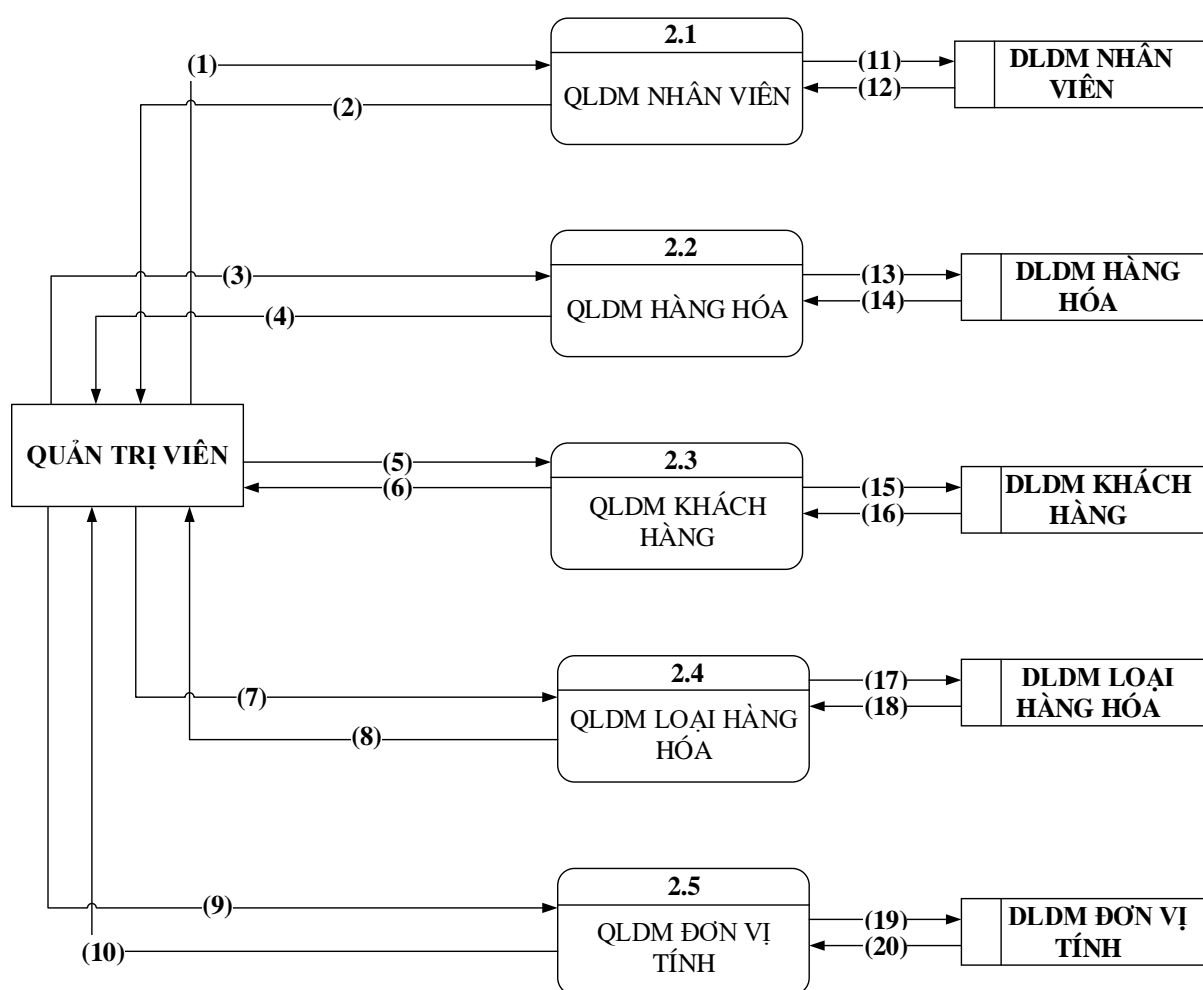 2.1
(1)
(11)
DLDM NHÂN
VIÊN
QLDM NHÂN VIÊN
(12)
(2)
2.2
(3)
(13)
DLDM HÀNG
HÓA
QLDM HÀNG HÓA
(14)
(4)
QUẢN TRỊ VIÊN
2.3
(5)
(6)
(15)
DLDM KHÁCH
HÀNG
QLDM KHÁCH
HÀNG
(16)
2.4
(7)
(17)
DLDM LOẠI
HÀNG HÓA
QLDM LOẠI HÀNG
HÓA
(18)
(8)
2.5
(9)
(19)
DLDM ĐƠN VỊ
TÍNH
QLDM ĐƠN VỊ
TÍNH
(20)
(10)